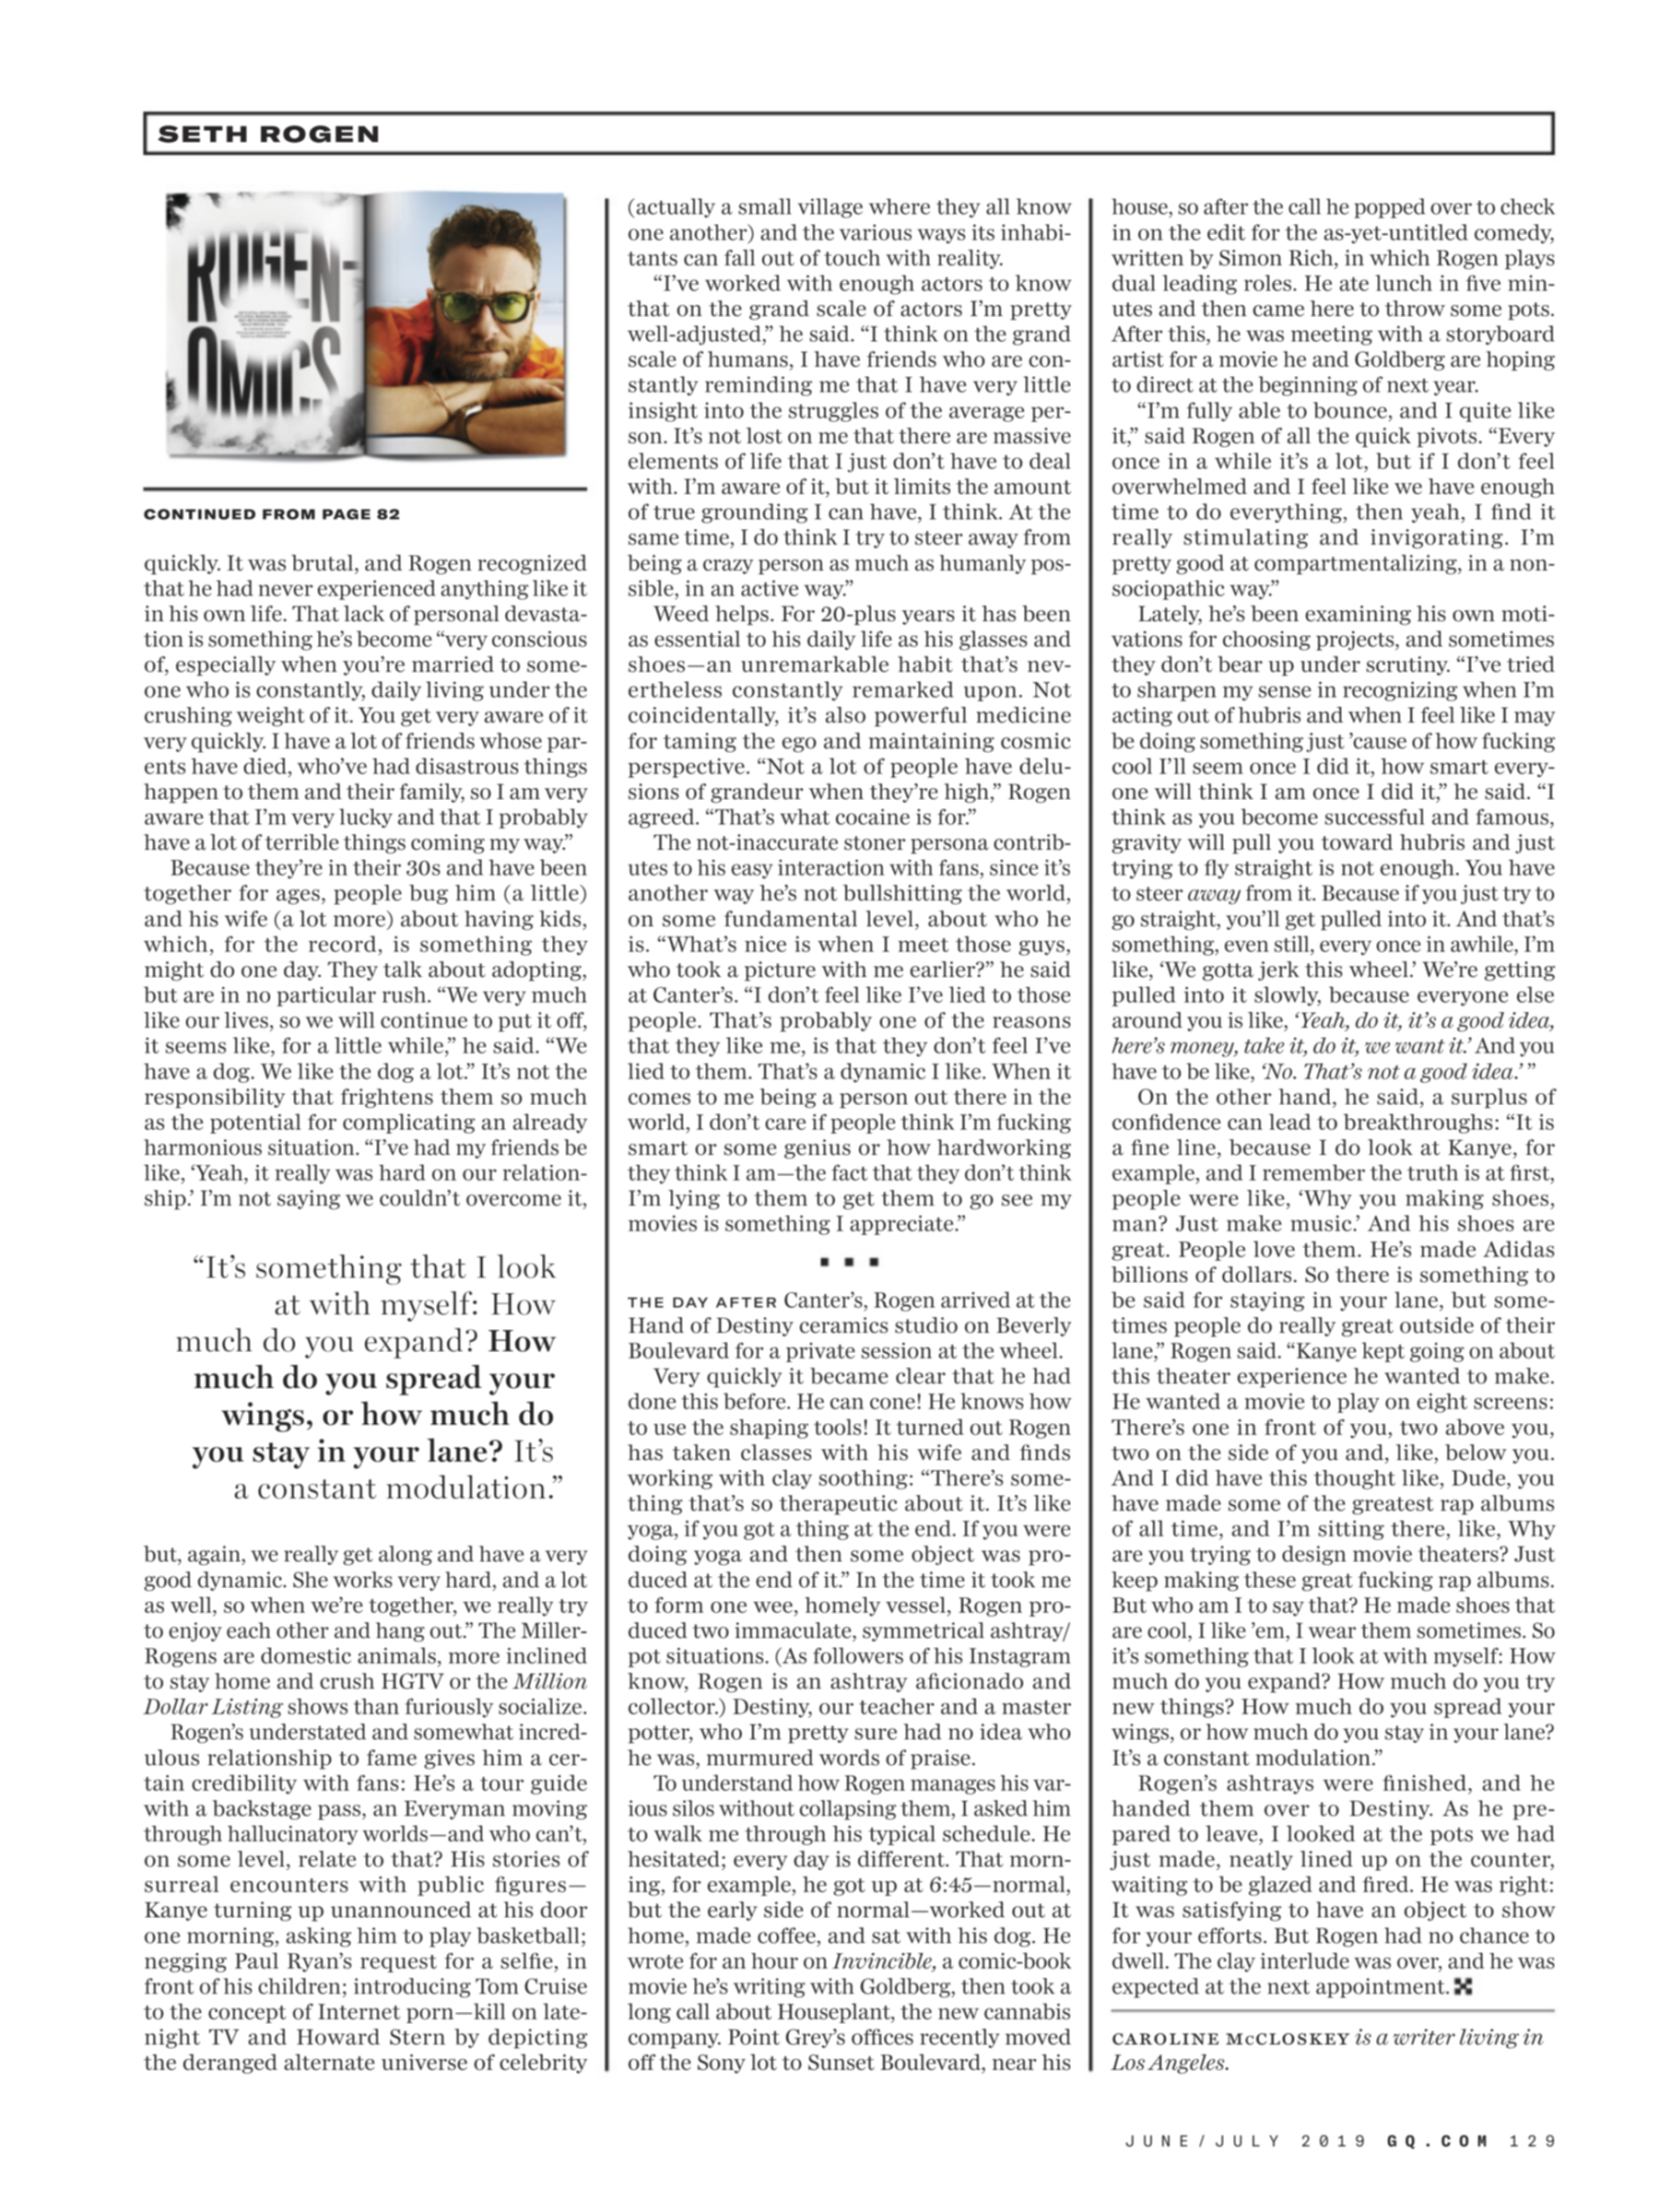 SETH ROGEN
ROGEN-
OMICS
CONTINUED FROM PAGE 82
quickly. It was brutal, and Rogen recognized
that he had never experienced anything like it
in his own life. That lack of personal devasta-
tion is something he’s become “very conscious
of, especially when you’re married to some-
one who is constantly, daily living under the
crushing weight of it. You get very aware of it
very quickly. I have a lot of friends whose par-
ents have died, who’ve had disastrous things
happen to them and their family, so I am very
aware that I’m very lucky and that I probably
have a lot of terrible things coming my way.”
Because they’re in their 30s and have been
together for ages, people bug him (a little)
and his wife (a lot more) about having kids,
which, for the record, is something they
might do one day. They talk about adopting,
but are in no particular rush. “We very much
like our lives, so we will continue to put it off,
it seems like, for a little while,” he said. “We
have a dog. We like the dog a lot.” It’s not the
responsibility that frightens them so much
as the potential for complicating an already
harmonious situation. “I’ve had my friends be
like, ‘Yeah, it really was hard on our relation-
ship.’ I’m not saying we couldn’t overcome it,
“It’s something that I look
at with myself: How
much do you expand? How
much do you spread your
wings, or how much do
you stay in your lane? It’s
a constant modulation.”
but, again, we really get along and have a very
good dynamic. She works very hard, and a lot
as well, so when we’re together, we really try
to enjoy each other and hang out.” The Miller-
Rogens are domestic animals, more inclined
to stay home and crush HGTV or the Million
Dollar Listing shows than furiously socialize.
Rogen’s understated and somewhat incred-
ulous relationship to fame gives him a cer-
tain credibility with fans: He’s a tour guide
with a backstage pass, an Everyman moving
through hallucinatory worlds—and who can’t,
on some level, relate to that? His stories of
surreal encounters with public figures—
Kanye turning up unannounced at his door
one morning, asking him to play basketball;
negging Paul Ryan’s request for a selfie, in
front of his children; introducing Tom Cruise
to the concept of Internet porn—kill on late-
night TV and Howard Stern by depicting
the deranged alternate universe of celebrity
(actually a small village where they all know
one another) and the various ways its inhabi-
tants can fall out of touch with reality.
“I’ve worked with enough actors to know
that on the grand scale of actors I’m pretty
well-adjusted,” he said. “I think on the grand
scale of humans, I have friends who are con-
stantly reminding me that I have very little
insight into the struggles of the average per-
son. It’s not lost on me that there are massive
elements of life that I just don’t have to deal
with. I’m aware of it, but it limits the amount
of true grounding I can have, I think. At the
same time, I do think I try to steer away from
being a crazy person as much as humanly pos-
sible, in an active way.”
Weed helps. For 20-plus years it has been
as essential to his daily life as his glasses and
shoes—an unremarkable habit that’s nev-
ertheless constantly remarked upon. Not
coincidentally, it’s also powerful medicine
for taming the ego and maintaining cosmic
perspective. “Not a lot of people have delu-
sions of grandeur when they’re high,” Rogen
agreed. “That’s what cocaine is for.”
The not-inaccurate stoner persona contrib-
utes to his easy interaction with fans, since it’s
another way he’s not bullshitting the world,
on some fundamental level, about who he
is. “What’s nice is when I meet those guys,
who took a picture with me earlier?” he said
at Canter’s. “I don’t feel like I’ve lied to those
people. That’s probably one of the reasons
that they like me, is that they don’t feel I’ve
lied to them. That’s a dynamic I like. When it
comes to me being a person out there in the
world, I don’t care if people think I’m fucking
smart or some genius or how hardworking
they think I am—the fact that they don’t think
I’m lying to them to get them to go see my
movies is something I appreciate.”
THE DAY AFTER Canter’s, Rogen arrived at the
Hand of Destiny ceramics studio on Beverly
Boulevard for a private session at the wheel.
Very quickly it became clear that he had
done this before. He can cone! He knows how
to use the shaping tools! It turned out Rogen
has taken classes with his wife and finds
working with clay soothing: “There’s some-
thing that’s so therapeutic about it. It’s like
yoga, if you got a thing at the end. If you were
doing yoga and then some object was pro-
duced at the end of it.” In the time it took me
to form one wee, homely vessel, Rogen pro-
duced two immaculate, symmetrical ashtray/
pot situations. (As followers of his Instagram
know, Rogen is an ashtray aficionado and
collector.) Destiny, our teacher and a master
potter, who I’m pretty sure had no idea who
he was, murmured words of praise.
To understand how Rogen manages his var-
ious silos without collapsing them, I asked him
to walk me through his typical schedule. He
hesitated; every day is different. That morn-
ing, for example, he got up at 6:45—normal,
but the early side of normal—worked out at
home, made coffee, and sat with his dog. He
wrote for an hour on Invincible, a comic-book
movie he’s writing with Goldberg, then took a
long call about Houseplant, the new cannabis
company. Point Grey’s offices recently moved
off the Sony lot to Sunset Boulevard, near his
house, so after the call he popped over to check
in on the edit for the as-yet-untitled comedy,
written by Simon Rich, in which Rogen plays
dual leading roles. He ate lunch in five min-
utes and then came here to throw some pots.
After this, he was meeting with a storyboard
artist for a movie he and Goldberg are hoping
to direct at the beginning of next year.
“I’m fully able to bounce, and I quite like
it,” said Rogen of all the quick pivots. “Every
once in a while it’s a lot, but if I don’t feel
overwhelmed and I feel like we have enough
time to do everything, then yeah, I find it
really stimulating and invigorating. I’m
pretty good at compartmentalizing, in a non-
sociopathic way.”
Lately, he’s been examining his own moti-
vations for choosing projects, and sometimes
they don’t bear up under scrutiny. “I’ve tried
to sharpen my sense in recognizing when I’m
acting out of hubris and when I feel like I may
be doing something just ’cause of how fucking
cool I’ll seem once I did it, how smart every-
one will think I am once I did it,” he said. “I
think as you become successful and famous,
gravity will pull you toward hubris and just
trying to fly straight is not enough. You have
to steer away from it. Because if you just try to
go straight, you’ll get pulled into it. And that’s
something, even still, every once in awhile, I’m
like, ‘We gotta jerk this wheel.’ We’re getting
pulled into it slowly, because everyone else
around you is like, ‘Yeah, do it, it’s a good idea,
here’s money, take it, do it, we want it.’ And you
have to be like, ‘No. That’s not a good idea.’ ”
On the other hand, he said, a surplus of
confidence can lead to breakthroughs: “It is
a fine line, because I do look at Kanye, for
example, and I remember the truth is at first,
people were like, ‘Why you making shoes,
man? Just make music.’ And his shoes are
great. People love them. He’s made Adidas
billions of dollars. So there is something to
be said for staying in your lane, but some-
times people do really great outside of their
lane,” Rogen said. “Kanye kept going on about
this theater experience he wanted to make.
He wanted a movie to play on eight screens:
There’s one in front of you, two above you,
two on the side of you and, like, below you.
And I did have this thought like, Dude, you
have made some of the greatest rap albums
of all time, and I’m sitting there, like, Why
are you trying to design movie theaters? Just
keep making these great fucking rap albums.
But who am I to say that? He made shoes that
are cool, I like ’em, I wear them sometimes. So
it’s something that I look at with myself: How
much do you expand? How much do you try
new things? How much do you spread your
wings, or how much do you stay in your lane?
It’s a constant modulation.”
Rogen’s ashtrays were finished, and he
handed them over to Destiny. As he pre-
pared to leave, I looked at the pots we had
just made, neatly lined up on the counter,
waiting to be glazed and fired. He was right:
It was satisfying to have an object to show
for your efforts. But Rogen had no chance to
dwell. The clay interlude was over, and he was
expected at the next appointment.
CAROLINE McCLOSKEY is a writer living in
Los Angeles.
JUNE/JULY 2019 GQ.COM 129